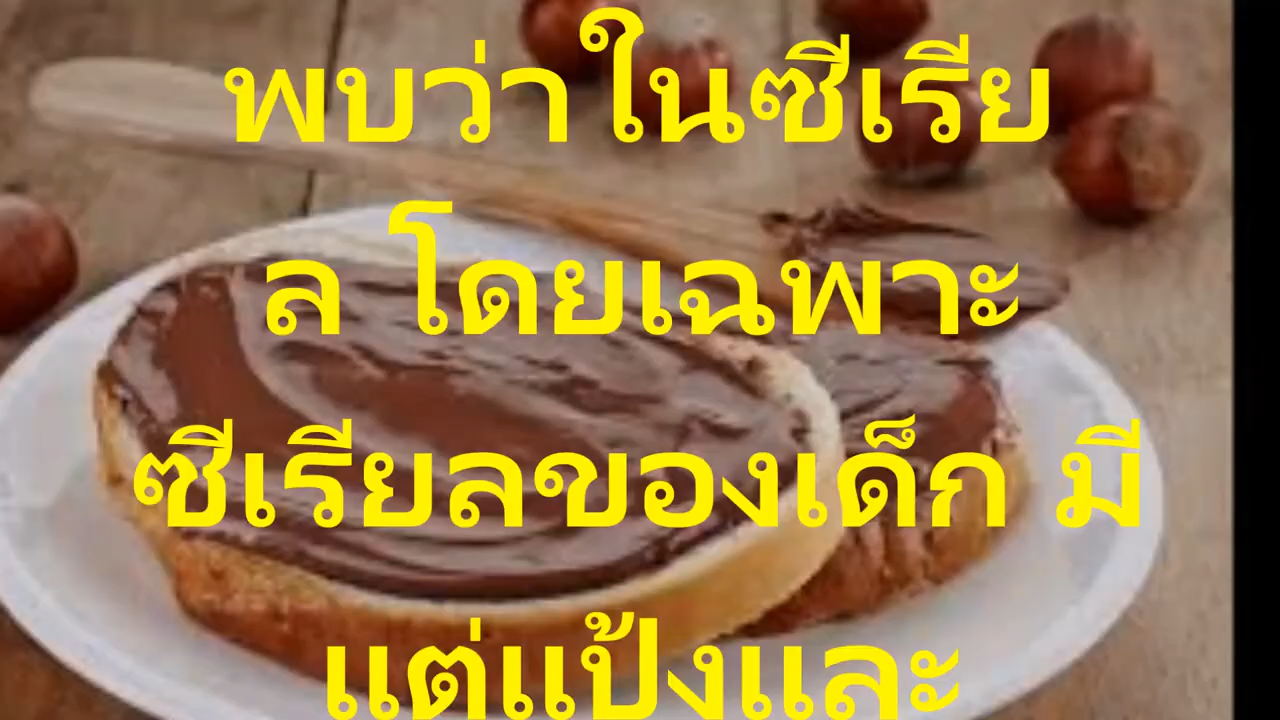 พบว่าในซีเรีย
ล โดยเฉพาะ
ซีเรียลของเด็ก มี
แต่แป้งและ